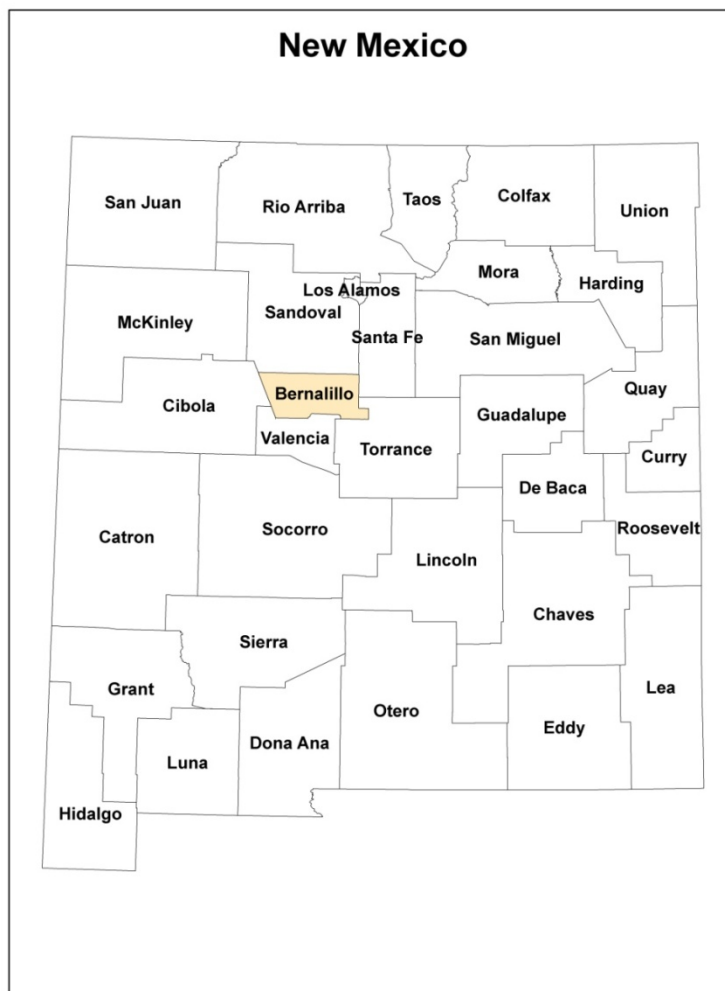 New Mexico
San Juan
Rio Arriba
Taos
Colfax
Union
Mora
Harding
Los Alamos
Sandoval
McKinley
Santa Fe
San Miguel
Bernalillo
Quay
Cibola
Guadalupe
Valencia
Torrance
Curry
De Baca
Roosevelt
Socorro
Catron
Lincoln
Chaves
Sierra
Grant
Lea
Otero
Eddy
Dona Ana
Luna
Hidalgo